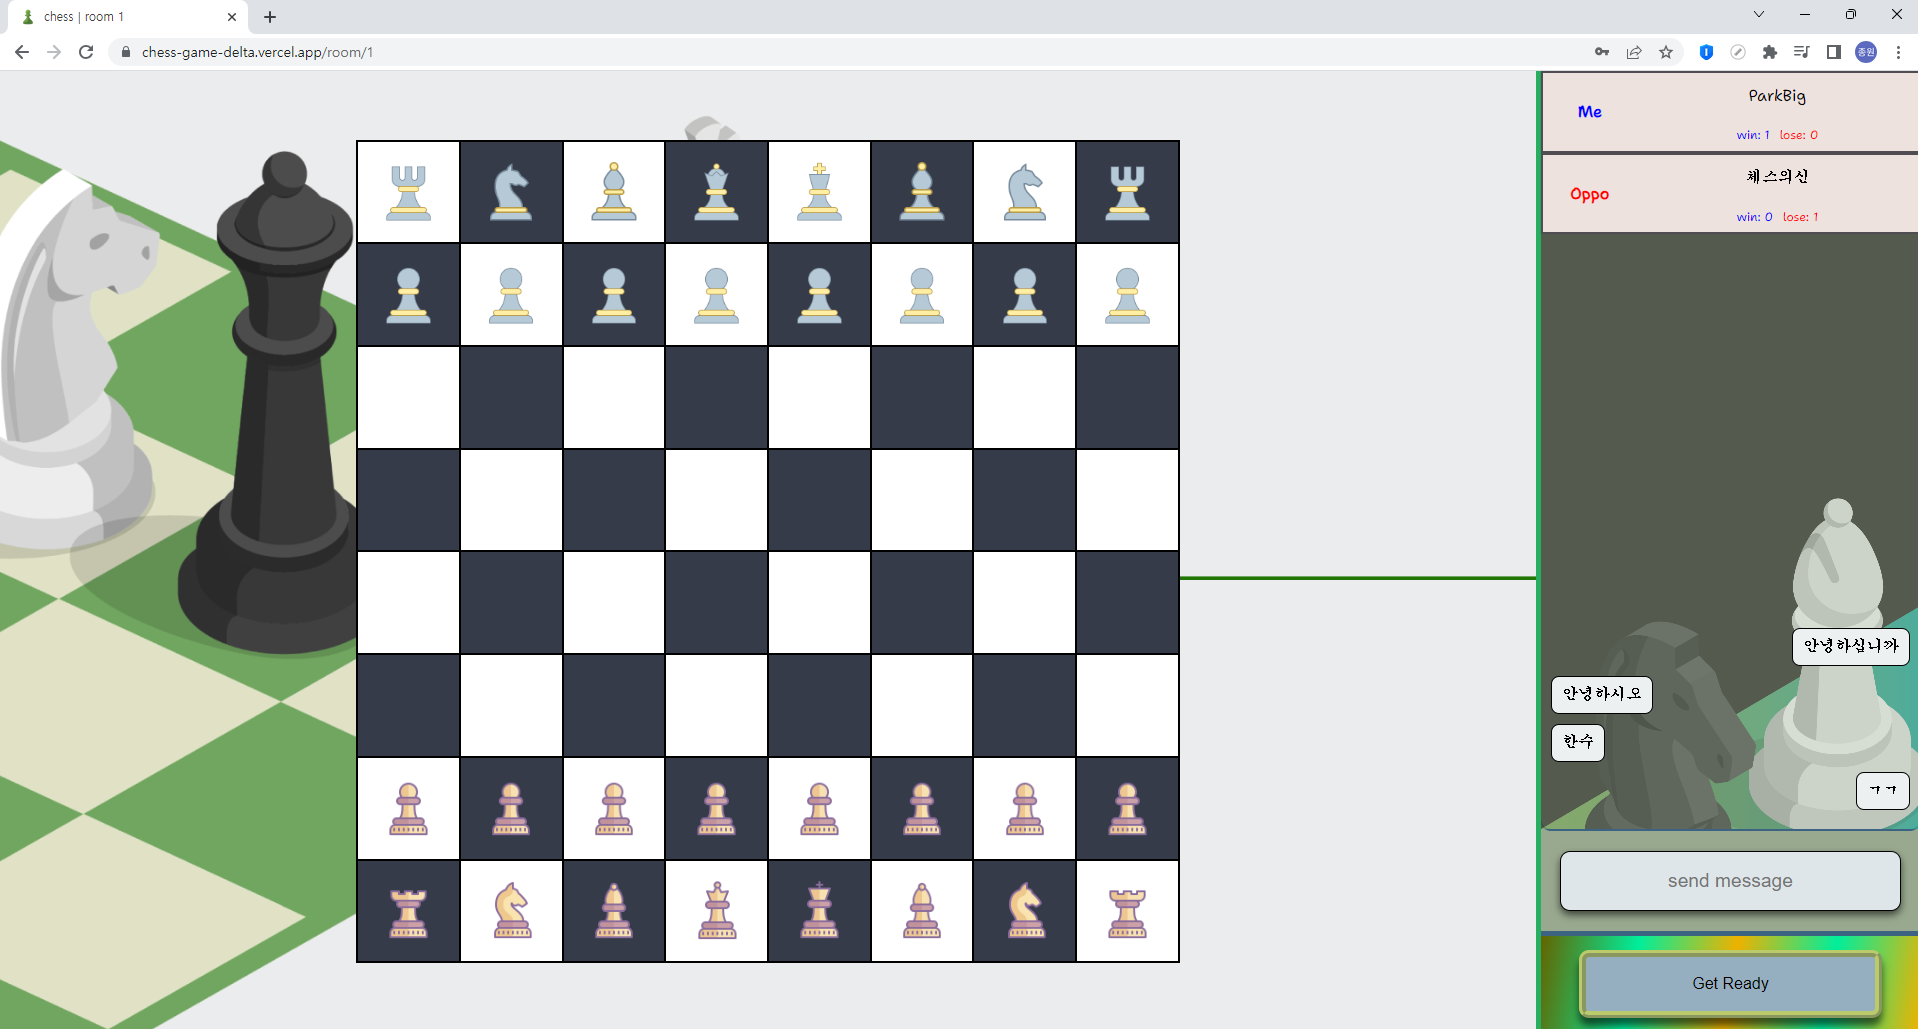 chess | room 1
chess-game-delta.vercel.app/room/1
종원
Me
ParkBig
win: 1 lose: 0
Oppo
체스의신
win: 0 lose: 1
안녕하십니까
안녕하시오
한수
ㄱㄱ
send message
Get Ready